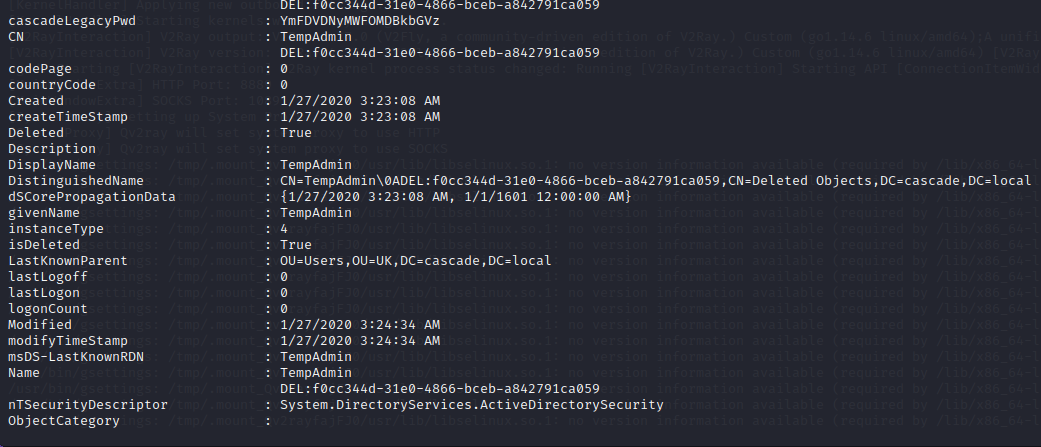 DEL:f0cc344d-31e0-4866-bceb-a842791ca059
cascadeLegacyPwd : YmFDVDNyMWFOMDBkbGVz
CN : TempAdmin
DEL:f0cc344d-31e0-4866-bceb-a842791ca059
codePage : 0
countryCode : 0
Created : 1/27/2020 3:23:08 AM
createTimeStamp : 1/27/2020 3:23:08 AM
Deleted : True
Description :
DisplayName : TempAdmin
DistinguishedName : CN=TempAdmin\0ADEL:f0cc344d-31e0-4866-bceb-a842791ca059,CN=Deleted Objects,DC=cascade,DC=local
dSCorePropagationData : {1/27/2020 3:23:08 AM, 1/1/1601 12:00:00 AM}
givenName : TempAdmin
instanceType : 4
isDeleted : True
LastKnownParent : OU=Users,OU=UK,DC=cascade,DC=local
lastLogoff : 0
lastLogon : 0
logonCount : 0
Modified : 1/27/2020 3:24:34 AM
modifyTimeStamp : 1/27/2020 3:24:34 AM
msDS-LastKnownRDN : TempAdmin
Name : TempAdmin
DEL:f0cc344d-31e0-4866-bceb-a842791ca059
nTSecurityDescriptor : System.DirectoryServices.ActiveDirectorySecurity
ObjectCategory :